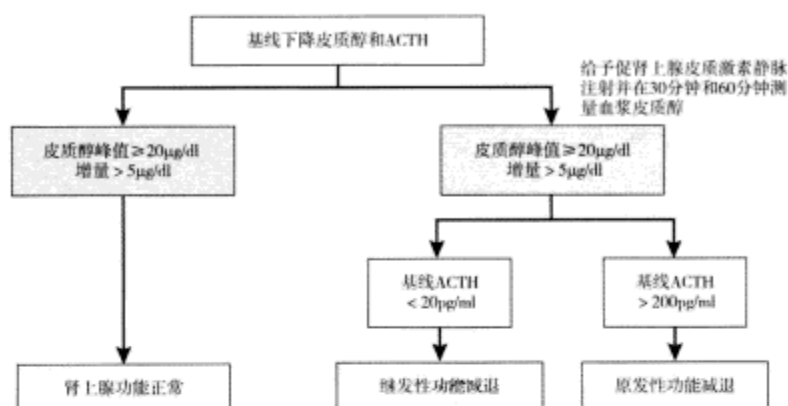 基线下降皮质醇和ACTH
给予促肾上腺皮质激素静脉
注射并在30分钟和60分钟测
量血浆皮质醇
皮质醇峰值≥20μg/dl
增量>5μg/dl
皮质醇峰值≥20μg/dl
增量>5μg/dl
基线ACTH
<20pg/ml
基线ACTH
>200pg/ml
肾上腺功能正常
继发性功能减退
原发性功能减退